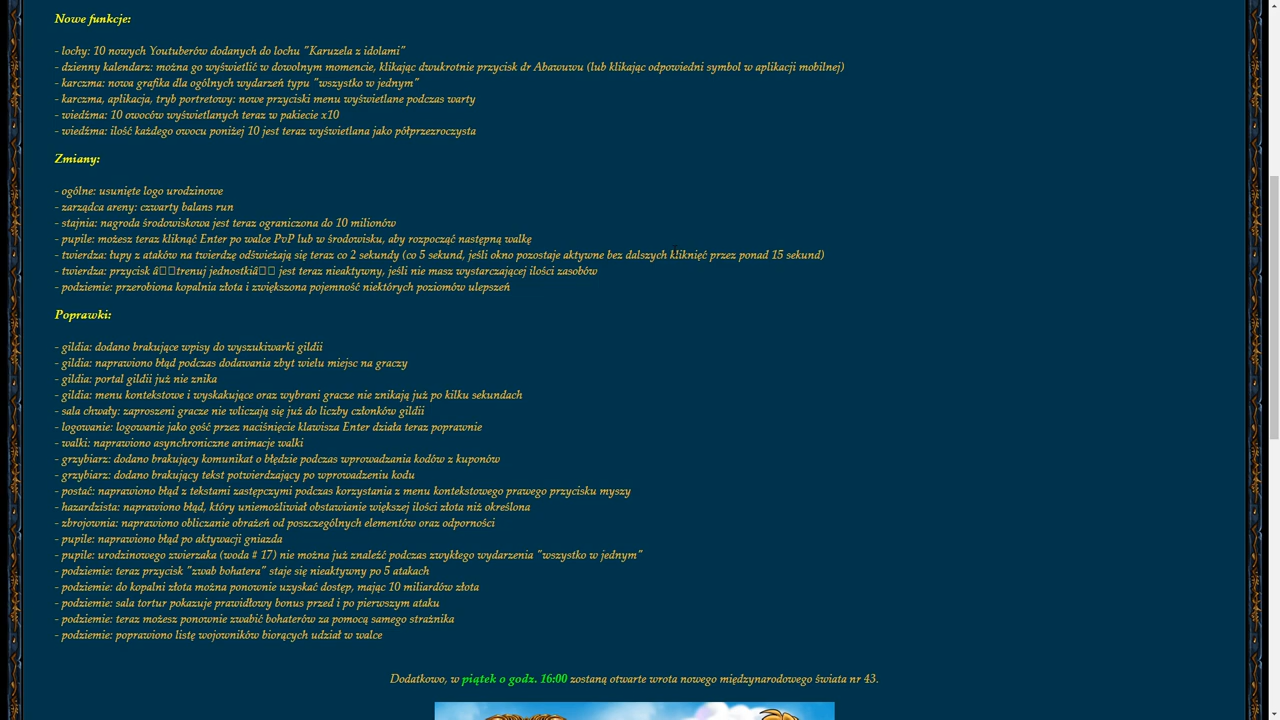 Nowe funkcje:
- lochy: 10 nowych Youtuberów dodanych do lochu "Karuzela z idolami"
- dzienny kalendarz: można go wyświetlić w dowolnym momencie, klikając dwukrotnie przycisk dr Abawuwu (lub klikając odpowiedni symbol w aplikacji mobilnej)
- karczma: nowa grafika dla ogólnych wydarzeń typu "wszystko w jednym"
- karczma, aplikacja, tryb portretowy: nowe przyciski menu wyświetlane podczas warty
- wiedźma: 10 owoców wyświetlanych teraz w pakiecie x10
- wiedźma: ilość każdego owocu poniżej 10 jest teraz wyświetlana jako półprzezroczysta
Zmiany:
- ogólne: usunięte logo urodzinowe
- zarządca areny: czwarty balans run
- stajnia: nagroda środowiskowa jest teraz ograniczona do 10 milionów
- pupile: możesz teraz kliknąć Enter po walce PvP lub w środowisku, aby rozpocząć następną walkę
- twierdza: łupy z ataków na twierdzę odświeżają się teraz co 2 sekundy (co 5 sekund, jeśli okno pozostaje aktywne bez dalszych kliknięć przez ponad 15 sekund)
- twierdza: przycisk â□□trenuj jednostkiâ□□ jest teraz nieaktywny, jeśli nie masz wystarczającej ilości zasobów
- podziemie: przerobiona kopalnia złota i zwiększona pojemność niektórych poziomów ulepszeń
Poprawki:
- gildia: dodano brakujące wpisy do wyszukiwarki gildii
- gildia: naprawiono błąd podczas dodawania zbyt wielu miejsc na graczy
- gildia: portal gildii już nie znika
- gildia: menu kontekstowe i wyskakujące oraz wybrani gracze nie znikają już po kilku sekundach
- sala chwały: zaproszeni gracze nie wliczają się już do liczby członków gildii
- logowanie: logowanie jako gość przez naciśnięcie klawisza Enter działa teraz poprawnie
- walki: naprawiono asynchroniczne animacje walki
- grzybiarz: dodano brakujący komunikat o błędzie podczas wprowadzania kodów z kuponów
- grzybiarz: dodano brakujący tekst potwierdzający po wprowadzeniu kodu
- postać: naprawiono błąd z tekstami zastępczymi podczas korzystania z menu kontekstowego prawego przycisku myszy
- hazardzista: naprawiono błąd, który uniemożliwiał obstawianie większej ilości złota niż określona
- zbrojownia: naprawiono obliczanie obrażeń od poszczególnych elementów oraz odporności
- pupile: naprawiono błąd po aktywacji gniazda
- pupile: urodzinowego zwierzaka (woda # 17) nie można już znaleźć podczas zwykłego wydarzenia "wszystko w jednym"
- podziemie: teraz przycisk "zwab bohatera" staje się nieaktywny po 5 atakach
- podziemie: do kopalni złota można ponownie uzyskać dostęp, mając 10 miliardów złota
- podziemie: sala tortur pokazuje prawidłowy bonus przed i po pierwszym ataku
- podziemie: teraz możesz ponownie zwabić bohaterów za pomocą samego strażnika
- podziemie: poprawiono listę wojowników biorących udział w walce
Dodatkowo, w piątek o godz. 16:00 zostaną otwarte wrota nowego międzynarodowego świata nr 43.